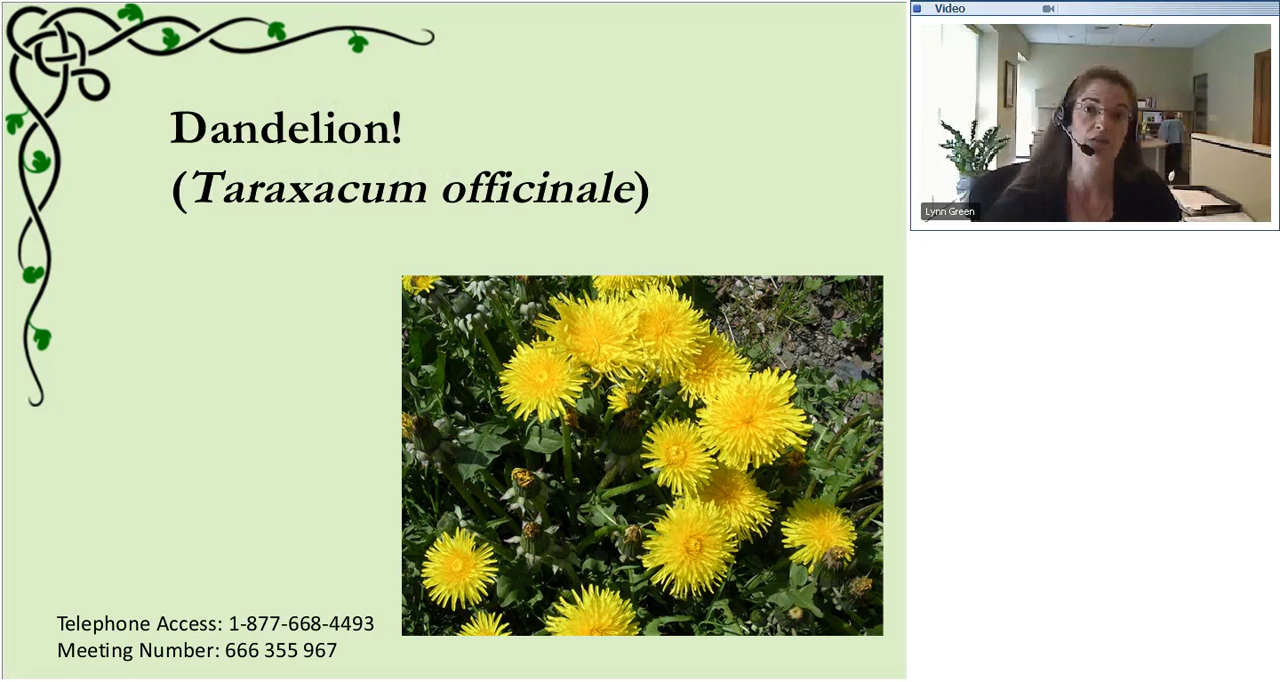 Dandelion!
(Taraxacum officinale)
Telephone Access: 1-877-668-4493
Meeting Number: 666 355 967
Video
Lynn Green